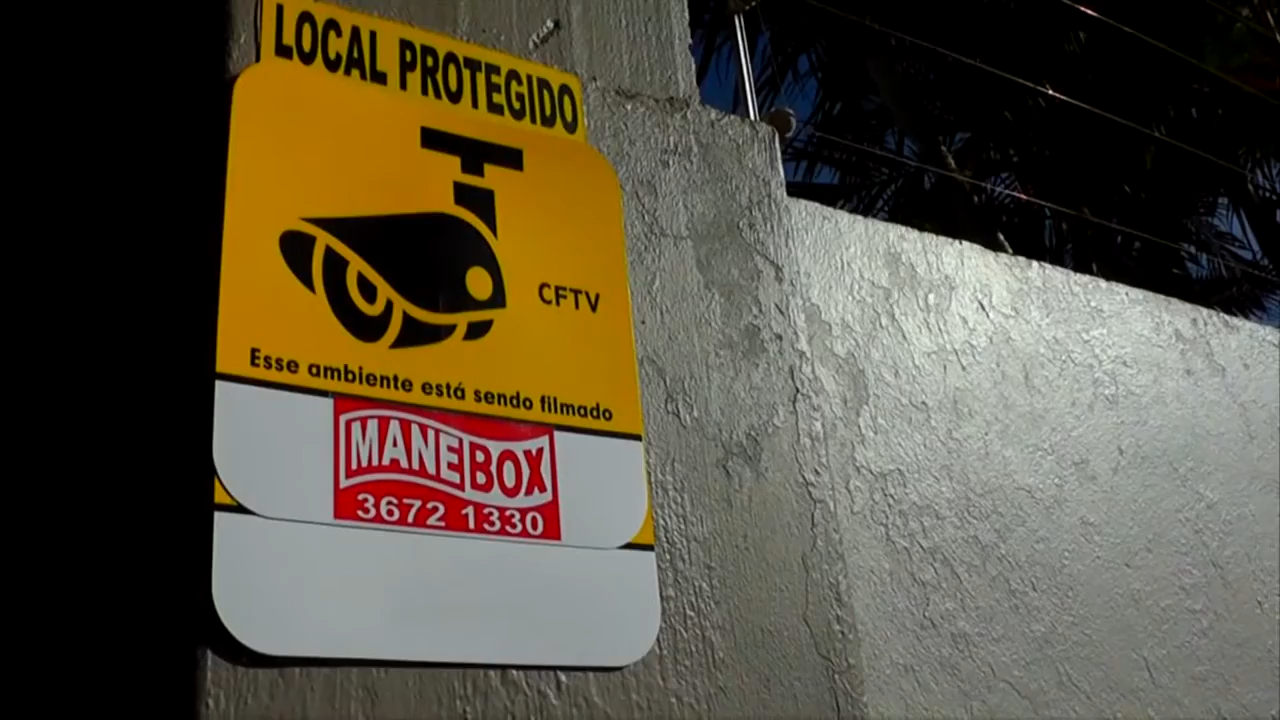 LOCAL PROTEGIDO
CFTV
Esse ambiente está sendo filmado
MANEBOX
3672 1330